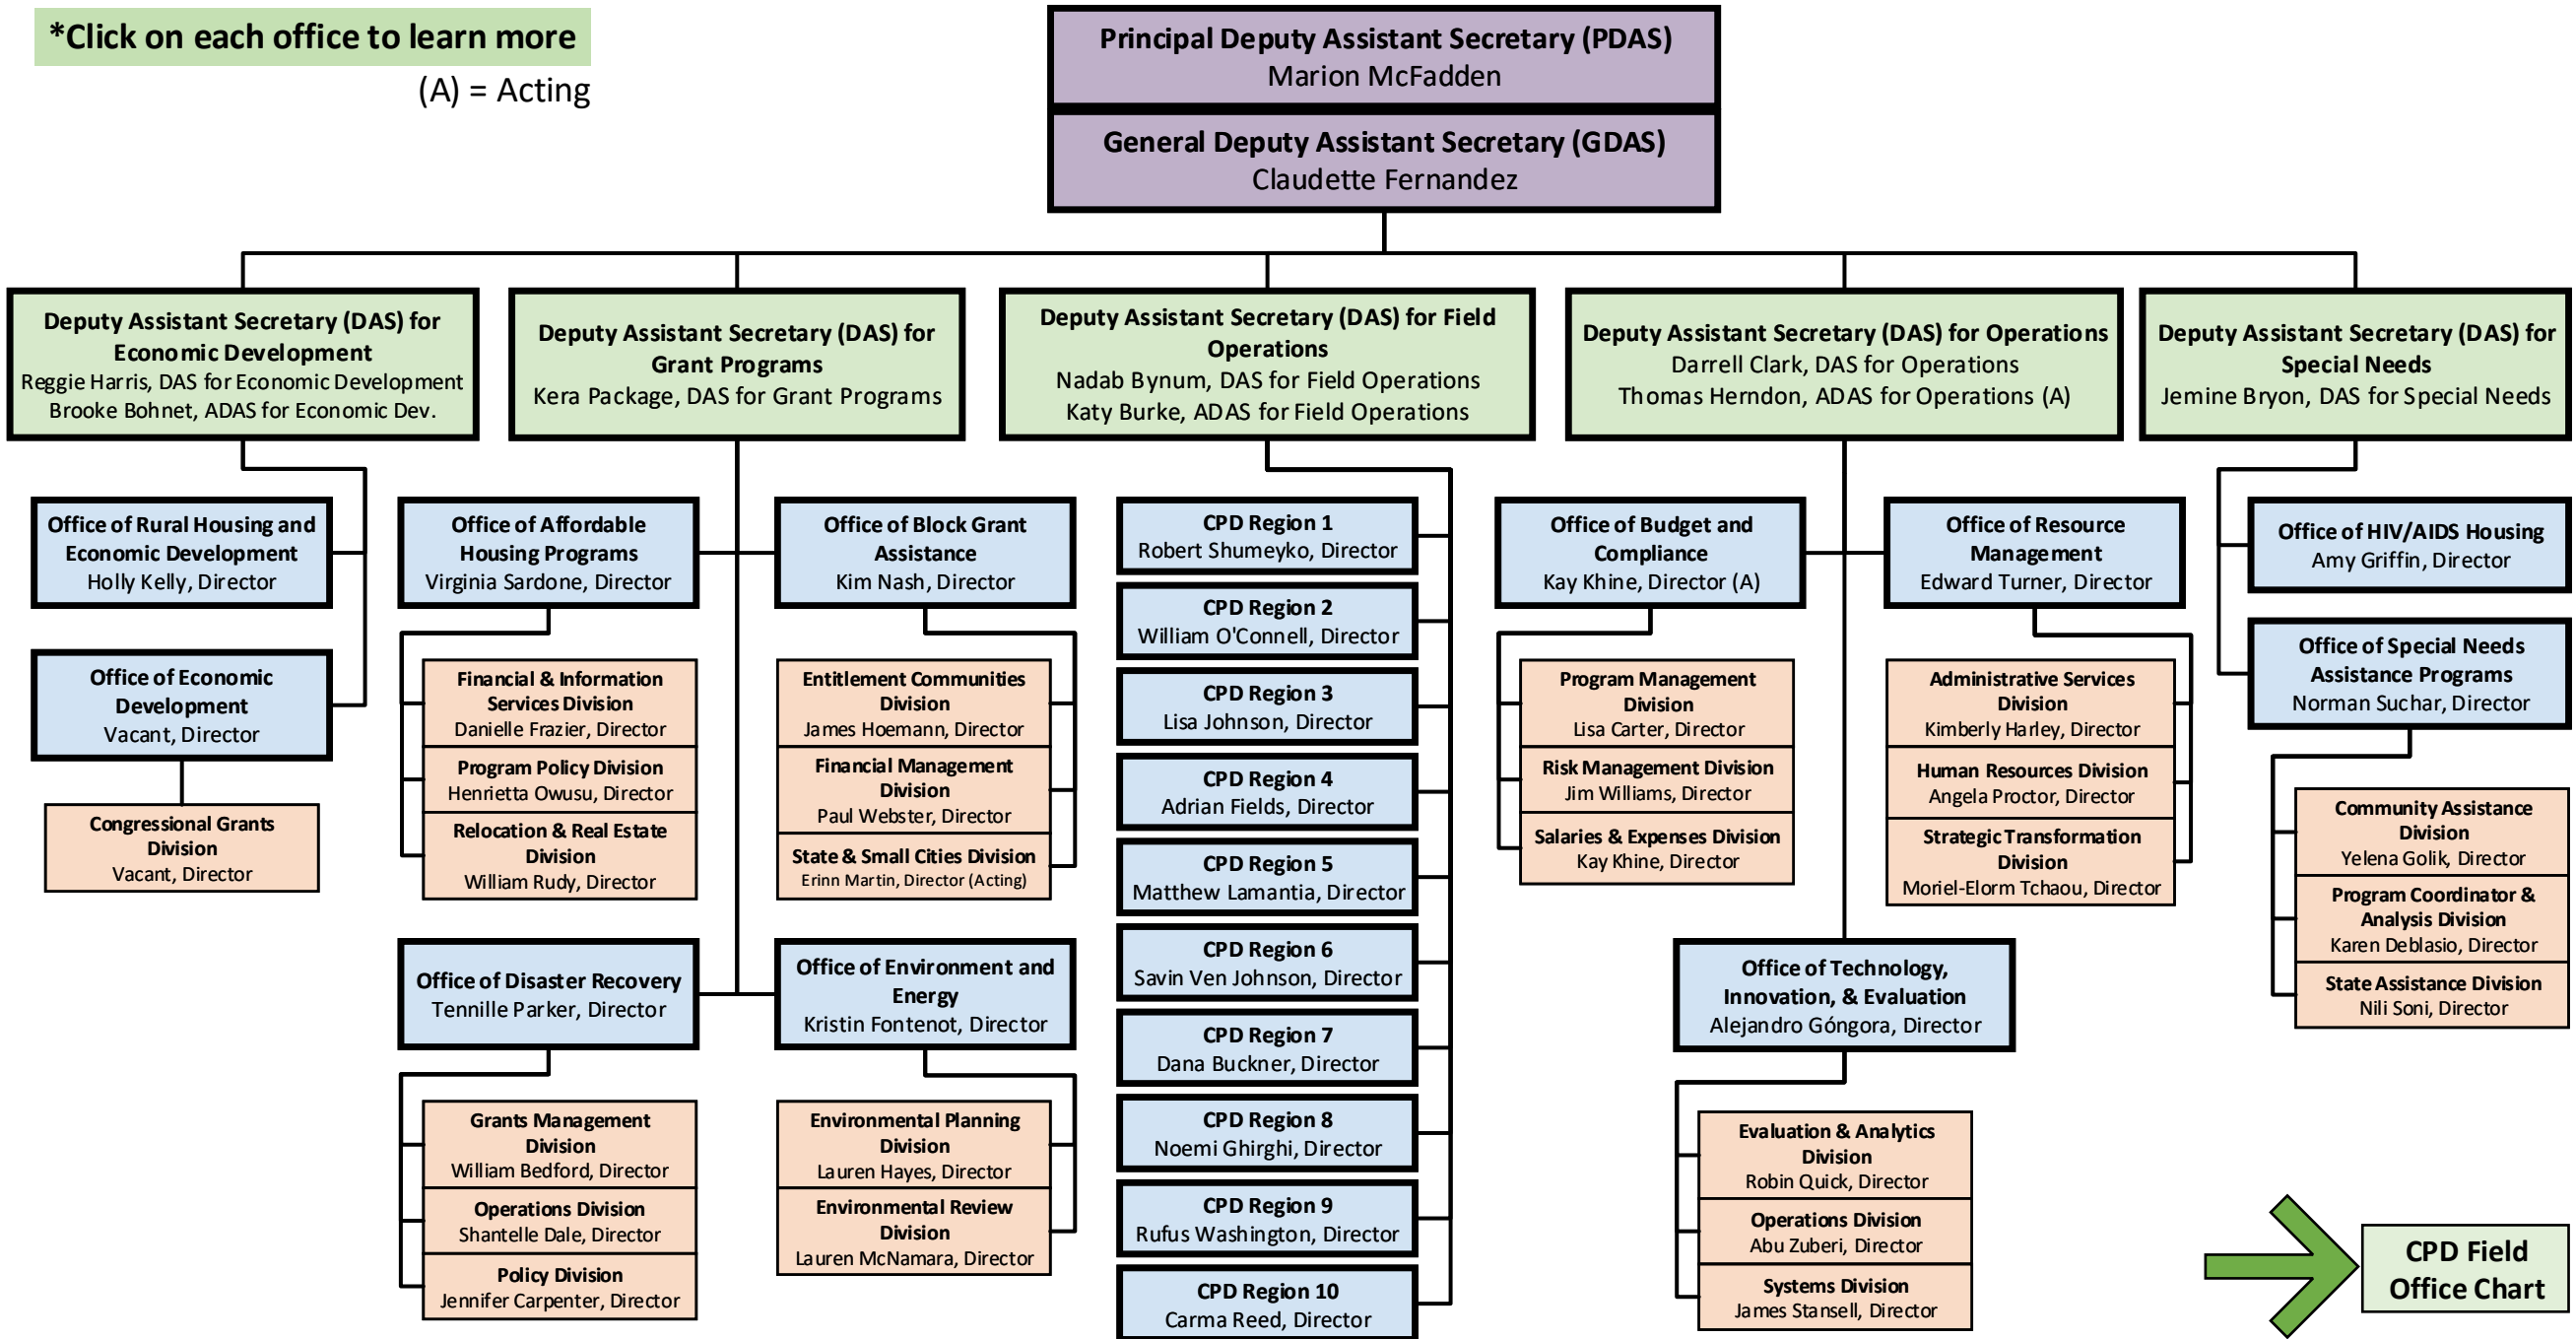 *Click on each office to learn more
(A) = Acting
Principal Deputy Assistant Secretary (PDAS)
Marion McFadden
General Deputy Assistant Secretary (GDAS)
Claudette Fernandez
Deputy Assistant Secretary (DAS) for
Economic Development
Reggie Harris, DAS for Economic Development
Brooke Bohnet, ADAS for Economic Dev.
Deputy Assistant Secretary (DAS) for
Grant Programs
Kera Package, DAS for Grant Programs
Deputy Assistant Secretary (DAS) for Field
Operations
Nadab Bynum, DAS for Field Operations
Katy Burke, ADAS for Field Operations
Deputy Assistant Secretary (DAS) for Operations
Darrell Clark, DAS for Operations
Thomas Herndon, ADAS for Operations (A)
Deputy Assistant Secretary (DAS) for
Special Needs
Jemine Bryon, DAS for Special Needs
Office of Rural Housing and
Economic Development
Holly Kelly, Director
Office of Economic
Development
Vacant, Director
Congressional Grants
Division
Vacant, Director
Office of Affordable
Housing Programs
Virginia Sardone, Director
Financial & Information
Services Division
Danielle Frazier, Director
Program Policy Division
Henrietta Owusu, Director
Relocation & Real Estate
Division
William Rudy, Director
Office of Block Grant
Assistance
Kim Nash, Director
Entitlement Communities
Division
James Hoemann, Director
Financial Management
Division
Paul Webster, Director
State & Small Cities Division
Erinn Martin, Director (Acting)
Office of Disaster Recovery
Tennille Parker, Director
Grants Management
Division
William Bedford, Director
Operations Division
Shantelle Dale, Director
Policy Division
Jennifer Carpenter, Director
Office of Environment and
Energy
Kristin Fontenot, Director
Environmental Planning
Division
Lauren Hayes, Director
Environmental Review
Division
Lauren McNamara, Director
CPD Region 1
Robert Shumeyko, Director
CPD Region 2
William O'Connell, Director
CPD Region 3
Lisa Johnson, Director
CPD Region 4
Adrian Fields, Director
CPD Region 5
Matthew Lamantia, Director
CPD Region 6
Savin Ven Johnson, Director
CPD Region 7
Dana Buckner, Director
CPD Region 8
Noemi Ghirghi, Director
CPD Region 9
Rufus Washington, Director
CPD Region 10
Carma Reed, Director
Office of Budget and
Compliance
Kay Khine, Director (A)
Program Management
Division
Lisa Carter, Director
Risk Management Division
Jim Williams, Director
Salaries & Expenses Division
Kay Khine, Director
Office of Resource
Management
Edward Turner, Director
Administrative Services
Division
Kimberly Harley, Director
Human Resources Division
Angela Proctor, Director
Strategic Transformation
Division
Moriel-Elorm Tchaou, Director
Office of Technology,
Innovation, & Evaluation
Alejandro Góngora, Director
Evaluation & Analytics
Division
Robin Quick, Director
Operations Division
Abu Zuberi, Director
Systems Division
James Stansell, Director
Office of HIV/AIDS Housing
Amy Griffin, Director
Office of Special Needs
Assistance Programs
Norman Suchar, Director
Community Assistance
Division
Yelena Golik, Director
Program Coordinator &
Analysis Division
Karen Deblasio, Director
State Assistance Division
Nili Soni, Director
CPD Field
Office Chart